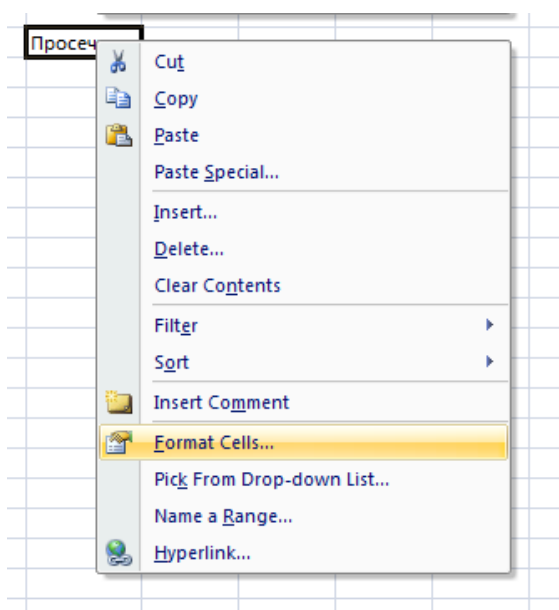 Просеч
Cut
Copy
Paste
Paste Special...
Insert...
Delete...
Clear Contents
Filter
Sort
Insert Comment
Format Cells...
Pick From Drop-down List...
Name a Range...
Hyperlink...